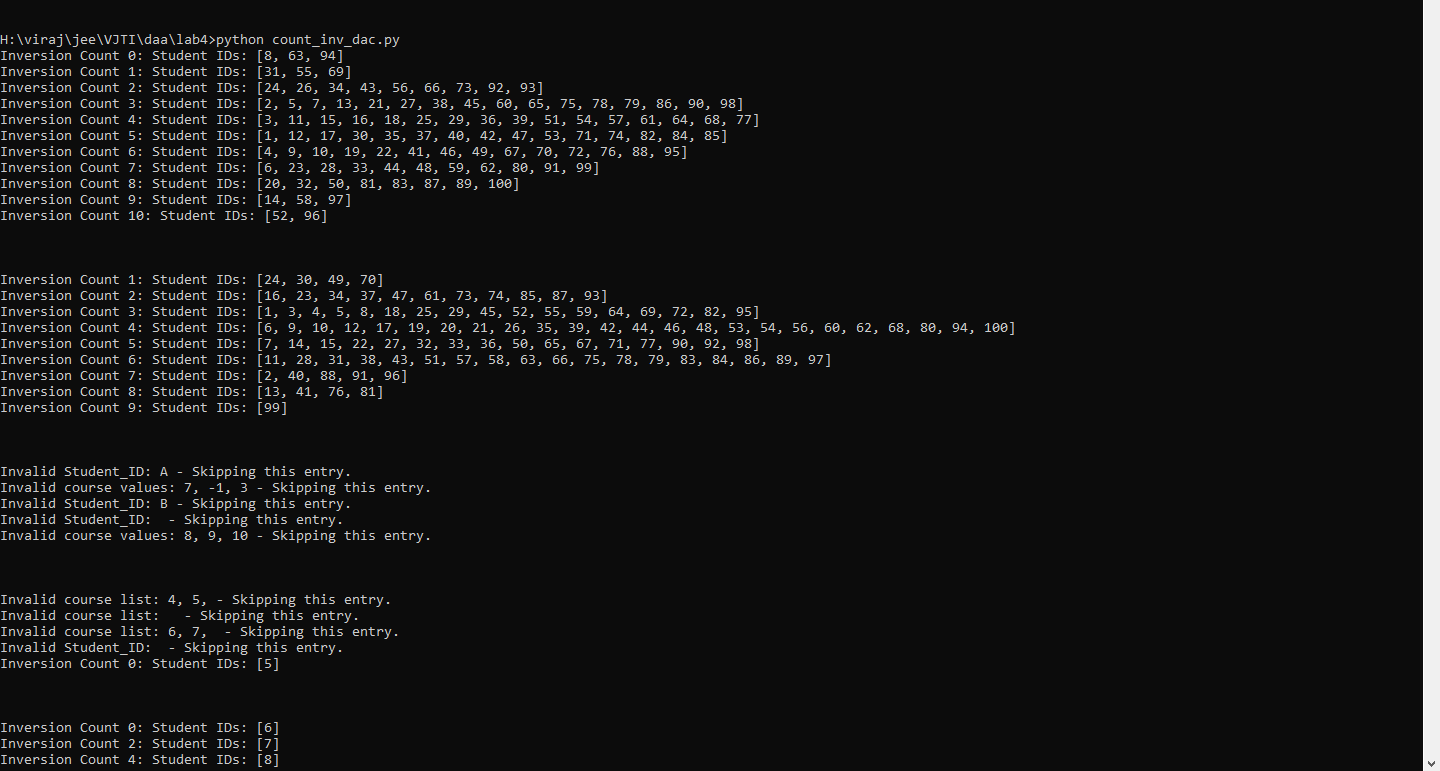 H:\viraj\jee\VJTI\daa\lab4>python count_inv_dac.py
Inversion Count 0: Student IDs: [8, 63, 94]
Inversion Count 1: Student IDs: [31, 55, 69]
Inversion Count 2: Student IDs: [24, 26, 34, 43, 56, 66, 73, 92, 93]
Inversion Count 3: Student IDs: [2, 5, 7, 13, 21, 27, 38, 45, 60, 65, 75, 78, 79, 86, 90, 98]
Inversion Count 4: Student IDs: [3, 11, 15, 16, 18, 25, 29, 36, 39, 51, 54, 57, 61, 64, 68, 77]
Inversion Count 5: Student IDs: [1, 12, 17, 30, 35, 37, 40, 42, 47, 53, 71, 74, 82, 84, 85]
Inversion Count 6: Student IDs: [4, 9, 10, 19, 22, 41, 46, 49, 67, 70, 72, 76, 88, 95]
Inversion Count 7: Student IDs: [6, 23, 28, 33, 44, 48, 59, 62, 80, 91, 99]
Inversion Count 8: Student IDs: [20, 32, 50, 81, 83, 87, 89, 100]
Inversion Count 9: Student IDs: [14, 58, 97]
Inversion Count 10: Student IDs: [52, 96]
Inversion Count 1: Student IDs: [24, 30, 49, 70]
Inversion Count 2: Student IDs: [16, 23, 34, 37, 47, 61, 73, 74, 85, 87, 93]
Inversion Count 3: Student IDs: [1, 3, 4, 5, 8, 18, 25, 29, 45, 52, 55, 59, 64, 69, 72, 82, 95]
Inversion Count 4: Student IDs: [6, 9, 10, 12, 17, 19, 20, 21, 26, 35, 39, 42, 44, 46, 48, 53, 54, 56, 60, 62, 68, 80, 94, 100]
Inversion Count 5: Student IDs: [7, 14, 15, 22, 27, 32, 33, 36, 50, 65, 67, 71, 77, 90, 92, 98]
Inversion Count 6: Student IDs: [11, 28, 31, 38, 43, 51, 57, 58, 63, 66, 75, 78, 79, 83, 84, 86, 89, 97]
Inversion Count 7: Student IDs: [2, 40, 88, 91, 96]
Inversion Count 8: Student IDs: [13, 41, 76, 81]
Inversion Count 9: Student IDs: [99]
Invalid Student_ID: A - Skipping this entry.
Invalid course values: 7, -1, 3 - Skipping this entry.
Invalid Student_ID: B - Skipping this entry.
Invalid Student_ID:  - Skipping this entry.
Invalid course values: 8, 9, 10 - Skipping this entry.
Invalid course list: 4, 5, - Skipping this entry.
Invalid course list:   - Skipping this entry.
Invalid course list: 6, 7,  - Skipping this entry.
Invalid Student_ID:  - Skipping this entry.
Inversion Count 0: Student IDs: [5]
Inversion Count 0: Student IDs: [6]
Inversion Count 2: Student IDs: [7]
Inversion Count 4: Student IDs: [8]